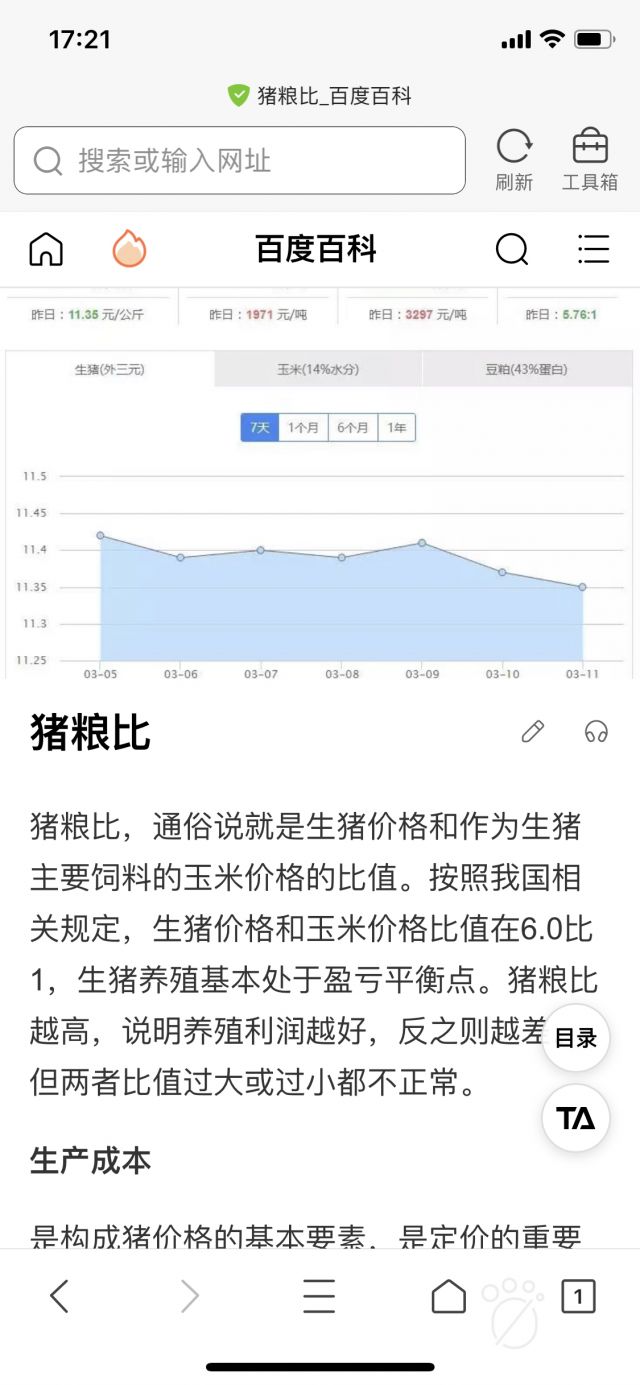 17:21
猪粮比_百度百科
搜索或输入网址
刷新
工具箱
百度百科
昨日：11.35 元/公斤
昨日：1971 元/吨
昨日：3297 元/吨
昨日：5.76:1
生猪(外三元)
玉米(14%水分)
豆粕(43%蛋白)
7天
1个月
6个月
1年
11.5
11.45
11.4
11.35
11.3
11.25
03-05
03-06
03-07
03-08
03-09
03-10
03-11
猪粮比
猪粮比，通俗说就是生猪价格和作为生猪
主要饲料的玉米价格的比值。按照我国相
关规定，生猪价格和玉米价格比值在6.0比
1，生猪养殖基本处于盈亏平衡点。猪粮比
越高，说明养殖利润越好，反之则越差
目录
但两者比值过大或过小都不正常。
TA
生产成本
是构成猪价格的基本要素，是定价的重要
1